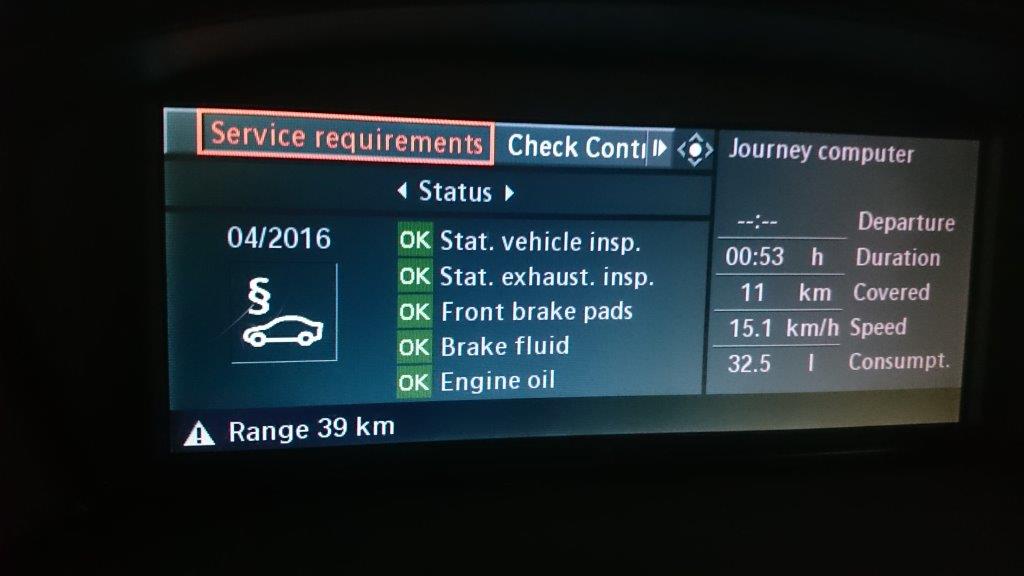 Service requirements
Check Contr
Status
04/2016
§
OK Stat. vehicle insp.
OK Stat. exhaust. insp.
OK Front brake pads
OK Brake fluid
OK Engine oil
Range 39 km
Journey computer
--:-- Departure
00:53 h Duration
11 km Covered
15.1 km/h Speed
32.5 l Consumpt.